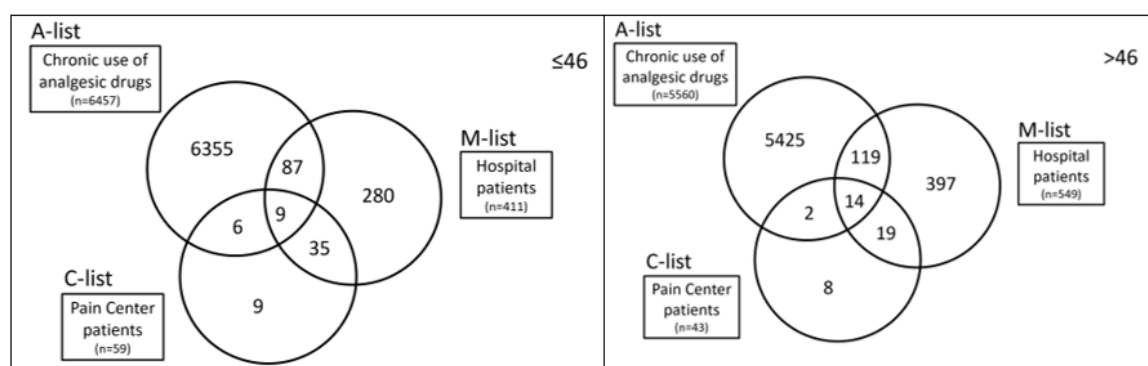 A-list
Chronic use of
analgesic drugs
(n=6457)
≤46
6355
87
M-list
Hospital
patients
(n=411)
280
6
9
35
C-list
Pain Center
patients
(n=59)
9
A-list
Chronic use of
analgesic drugs
(n=5560)
>46
5425
119
M-list
Hospital
patients
(n=549)
397
2
14
19
C-list
Pain Center
patients
(n=43)
8